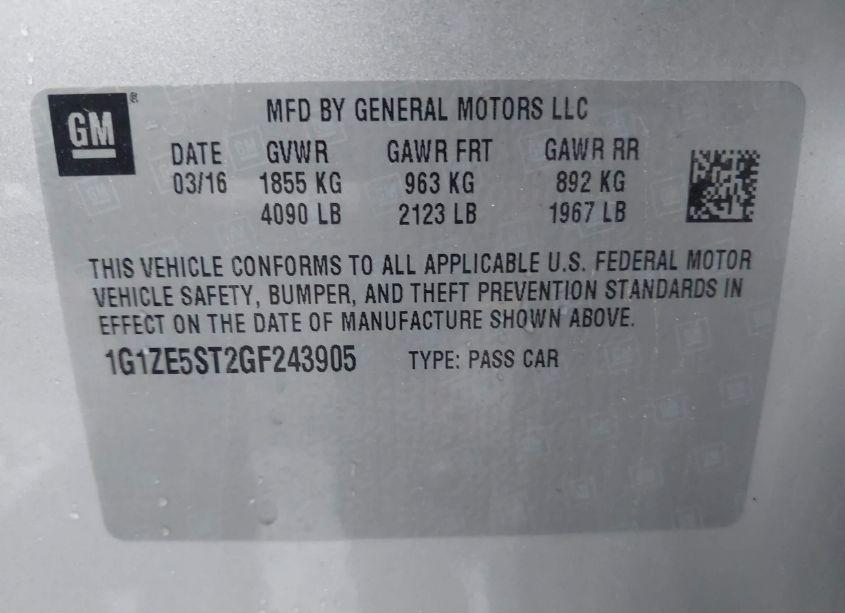 GM ®
MFD BY GENERAL MOTORS LLC
DATE GVWR GAWR FRT GAWR RR
03/16 1855 KG 963 KG 892 KG
4090 LB 2123 LB 1967 LB
THIS VEHICLE CONFORMS TO ALL APPLICABLE U.S. FEDERAL MOTOR
VEHICLE SAFETY, BUMPER, AND THEFT PREVENTION STANDARDS IN
EFFECT ON THE DATE OF MANUFACTURE SHOWN ABOVE.
1G1ZE5ST2GF243905 TYPE: PASS CAR